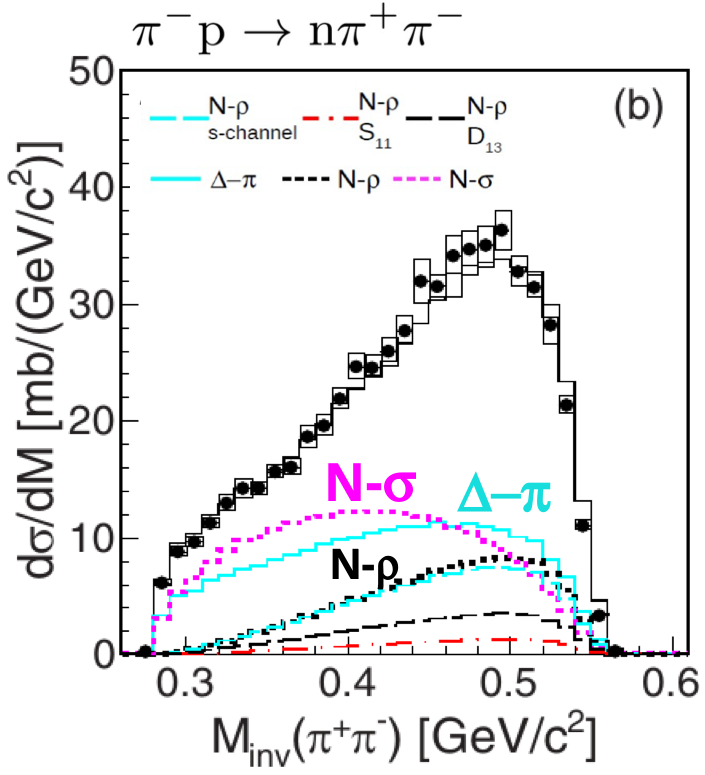 π⁻p → nπ⁺π⁻
50
(b)
N-ρ s-channel N-ρ S₁₁ N-ρ D₁₃
Δ−π N-ρ N-σ
40
30
20
N-σ Δ−π
10
N-ρ
0
0.3 0.4 0.5 0.6
M_inv(π⁺π⁻) [GeV/c²]
dσ/dM [mb/(GeV/c²)]